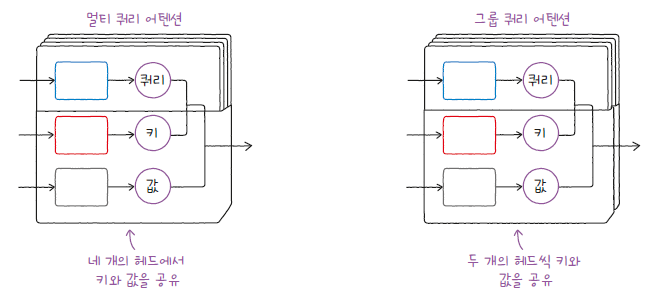 멀티 쿼리 어텐션
쿼리
키
값
네 개의 헤드에서
키와 값을 공유
그룹 쿼리 어텐션
쿼리
키
값
두 개의 헤드씩 키와
값을 공유